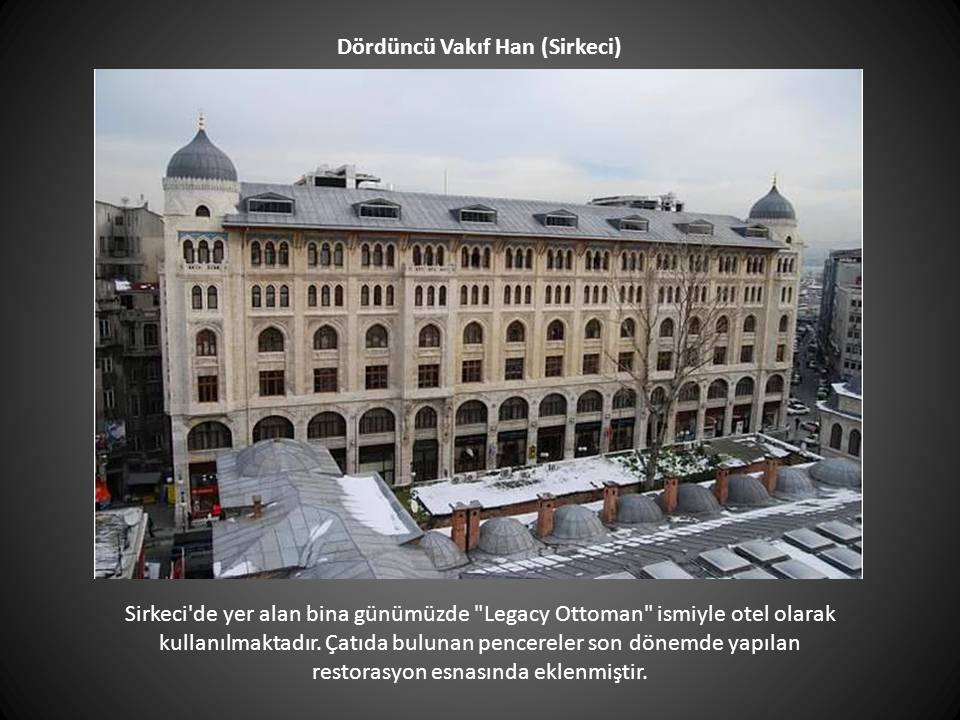 Dördüncü Vakıf Han (Sirkeci)
Sirkeci'de yer alan bina günümüzde "Legacy Ottoman" ismiyle otel olarak
kullanılmaktadır. Çatıda bulunan pencereler son dönemde yapılan
restorasyon esnasında eklenmiştir.